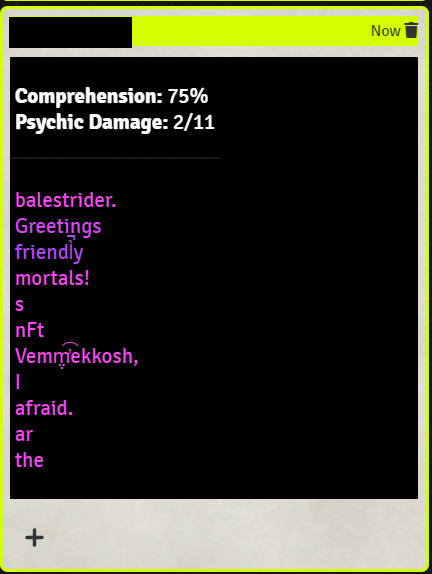 Now
Comprehension: 75%
Psychic Damage: 2/11
balestrider.
Greetings
friendly
mortals!
s
nFt
Vemmekkosh,
I
afraid.
ar
the